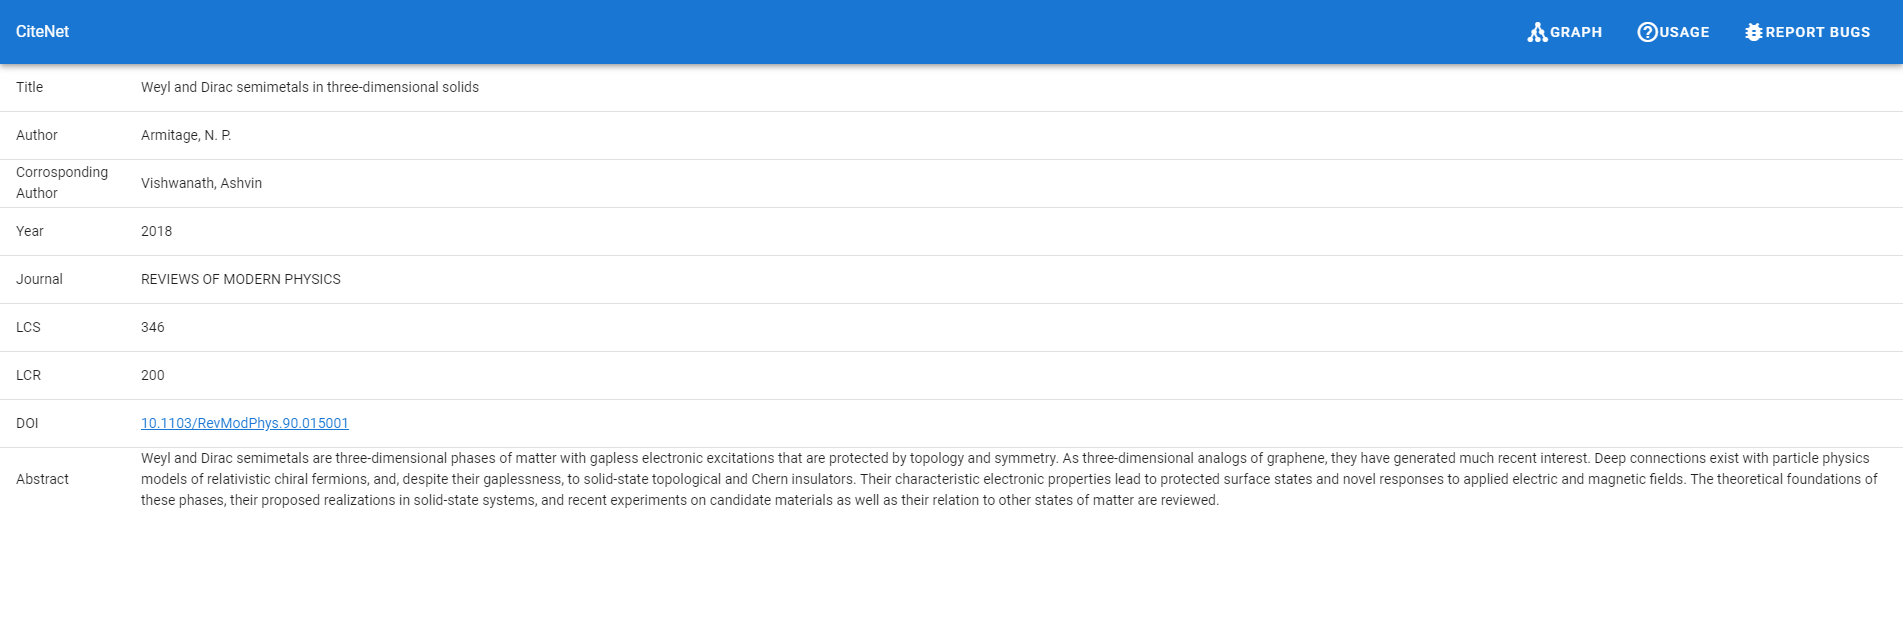 CiteNet
GRAPH
USAGE
REPORT BUGS
Title
Weyl and Dirac semimetals in three-dimensional solids
Author
Armitage, N. P.
Corrosponding
Author
Vishwanath, Ashvin
Year
2018
Journal
REVIEWS OF MODERN PHYSICS
LCS
346
LCR
200
DOI
10.1103/RevModPhys.90.015001
Abstract
Weyl and Dirac semimetals are three-dimensional phases of matter with gapless electronic excitations that are protected by topology and symmetry. As three-dimensional analogs of graphene, they have generated much recent interest. Deep connections exist with particle physics
models of relativistic chiral fermions, and, despite their gaplessness, to solid-state topological and Chern insulators. Their characteristic electronic properties lead to protected surface states and novel responses to applied electric and magnetic fields. The theoretical foundations of
these phases, their proposed realizations in solid-state systems, and recent experiments on candidate materials as well as their relation to other states of matter are reviewed.